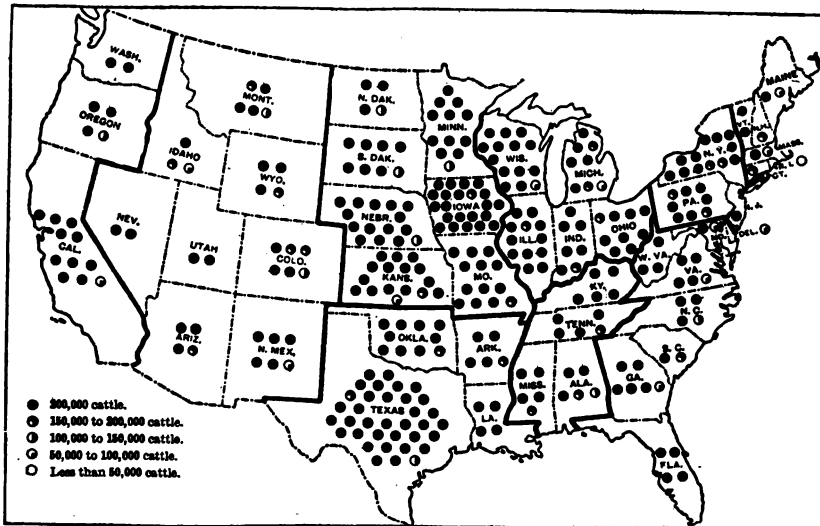 WASH.
MONT.
N. DAK.
MINN.
MAINE
OREGON
IDAHO
S. DAK.
WIS.
MICH.
VT.
N.H.
N. Y.
MASS.
WYO.
CT.
IOWA
PA.
N. J.
NEBR.
NEV.
UTAH
COLO.
ILL.
IND.
OHIO
DEL.
CAL.
KANS.
MO.
W. VA.
VA.
KY.
N. C.
TENN.
ARIZ.
N. MEX.
OKLA.
ARK.
S. C.
MISS.
ALA.
GA.
TEXAS
LA.
FLA.
200,000 cattle.
150,000 to 200,000 cattle.
100,000 to 150,000 cattle.
50,000 to 100,000 cattle.
Less than 50,000 cattle.